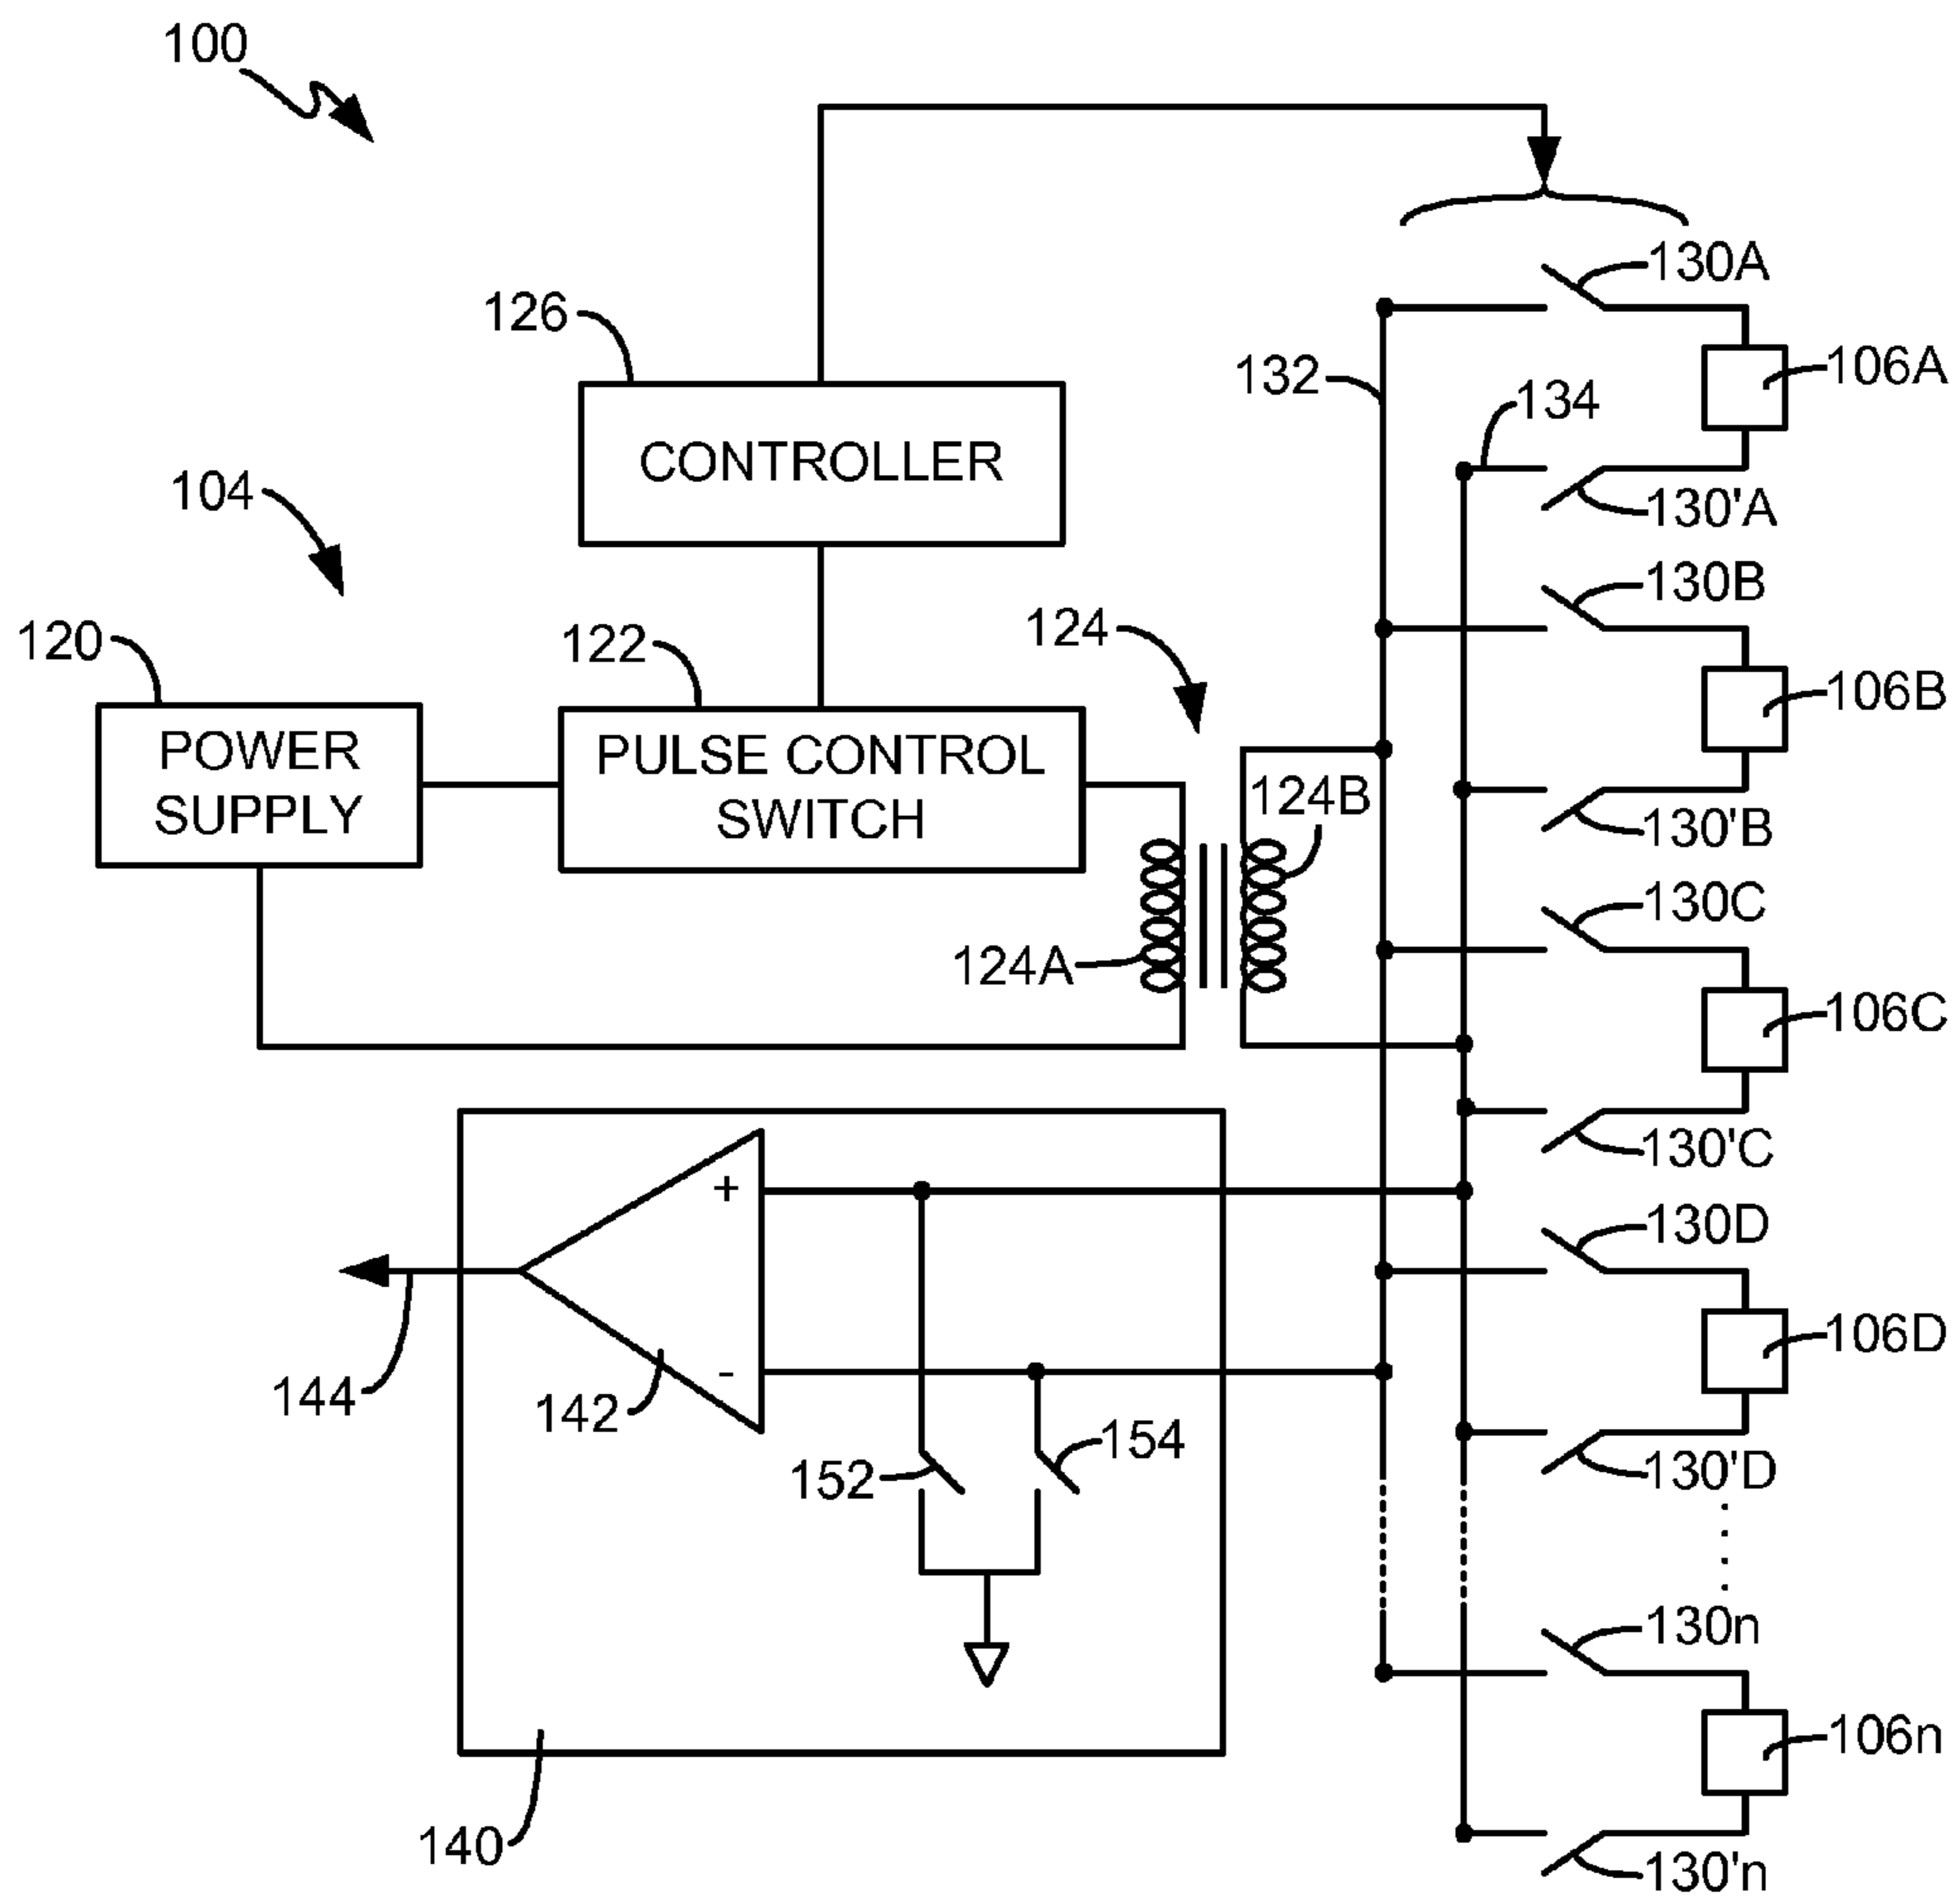 100
130A
126
132
106A
134
CONTROLLER
104
130'A
130B
120
122
124
106B
POWER
SUPPLY
PULSE CONTROL
SWITCH
124B
130'B
130C
124A
106C
130'C
+
130D
106D
-
144
142
154
152
130'D
130n
106n
140
130'n